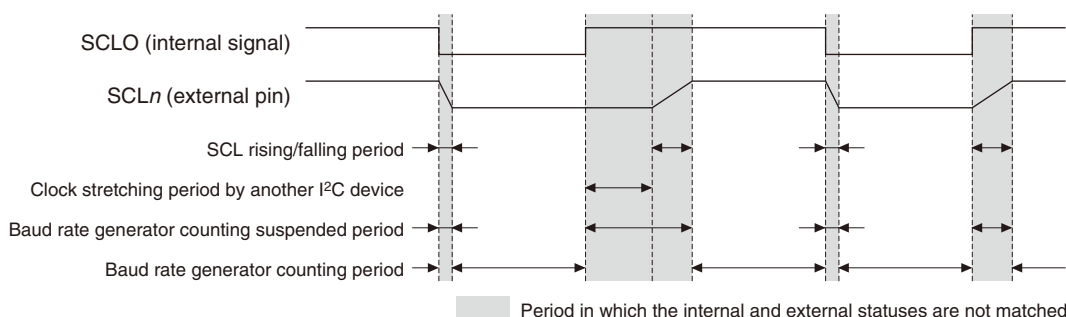 SCLO (internal signal)
SCLn (external pin)
SCL rising/falling period
Clock stretching period by another I²C device
Baud rate generator counting suspended period
Baud rate generator counting period
Period in which the internal and external statuses are not matched